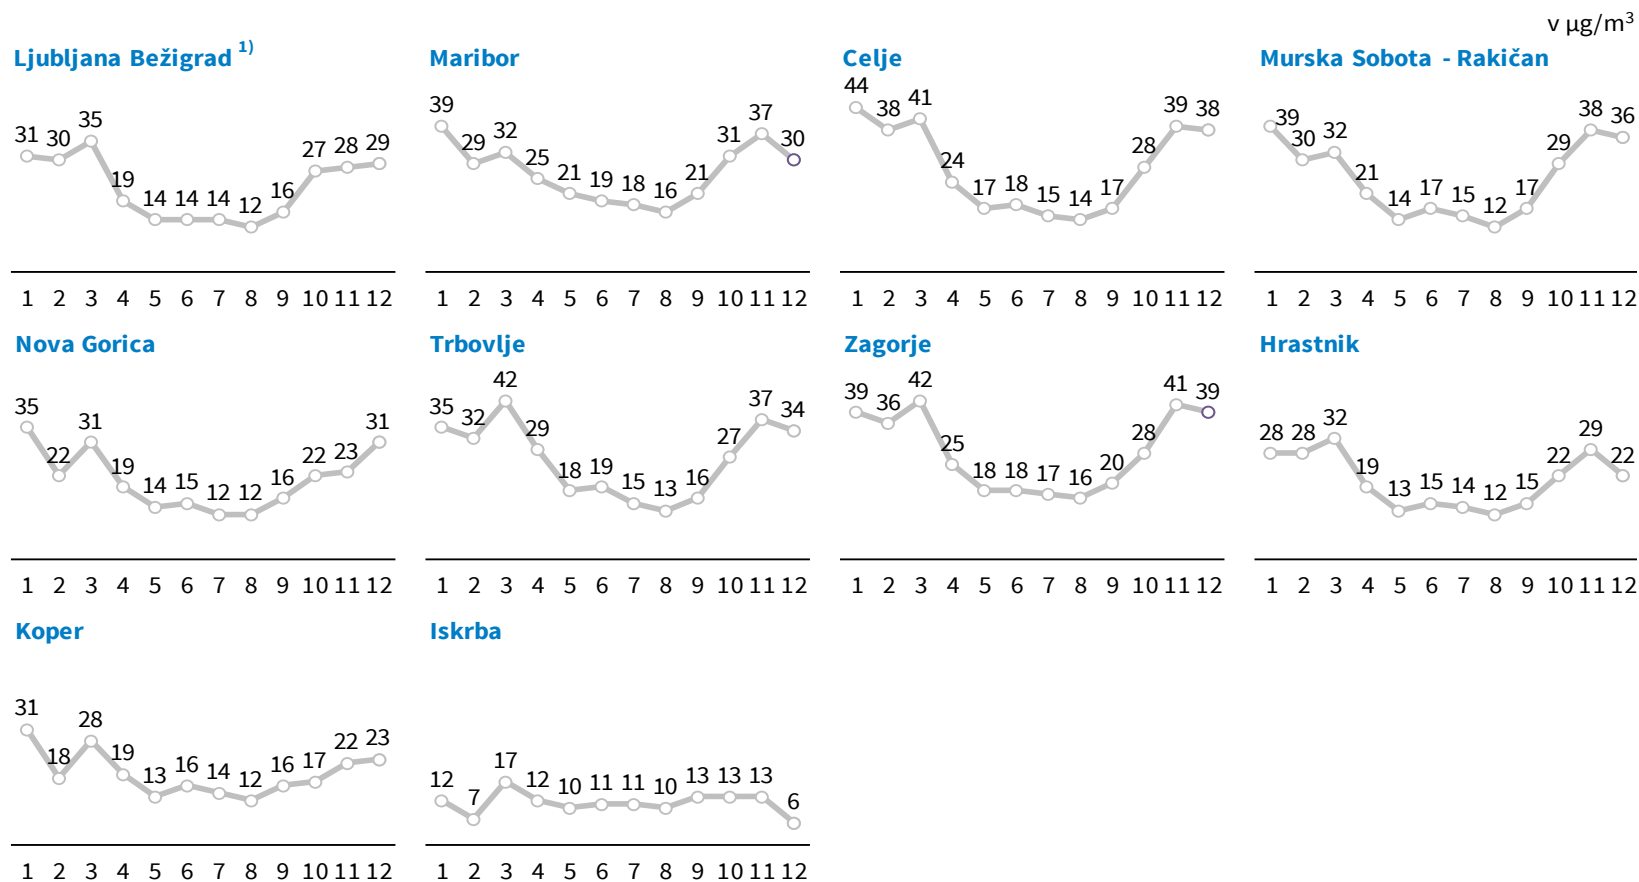 v µg/m³
Ljubljana Bežigrad ¹⁾
31 30 35 19 14 14 14 12 16 27 28 29
1 2 3 4 5 6 7 8 9 10 11 12
Maribor
39 29 32 25 21 19 18 16 21 31 37 30
1 2 3 4 5 6 7 8 9 10 11 12
Celje
44 38 41 24 17 18 15 14 17 28 39 38
1 2 3 4 5 6 7 8 9 10 11 12
Murska Sobota - Rakičan
39 30 32 21 14 17 15 12 17 29 38 36
1 2 3 4 5 6 7 8 9 10 11 12
Nova Gorica
35 22 31 19 14 15 12 12 16 22 23 31
1 2 3 4 5 6 7 8 9 10 11 12
Trbovlje
35 32 42 29 18 19 15 13 16 27 37 34
1 2 3 4 5 6 7 8 9 10 11 12
Zagorje
39 36 42 25 18 18 17 16 20 28 41 39
1 2 3 4 5 6 7 8 9 10 11 12
Hrastnik
28 28 32 19 13 15 14 12 15 22 29 22
1 2 3 4 5 6 7 8 9 10 11 12
Koper
31 18 28 19 13 16 14 12 16 17 22 23
1 2 3 4 5 6 7 8 9 10 11 12
Iskrba
12 7 17 12 10 11 11 10 13 13 13 6
1 2 3 4 5 6 7 8 9 10 11 12